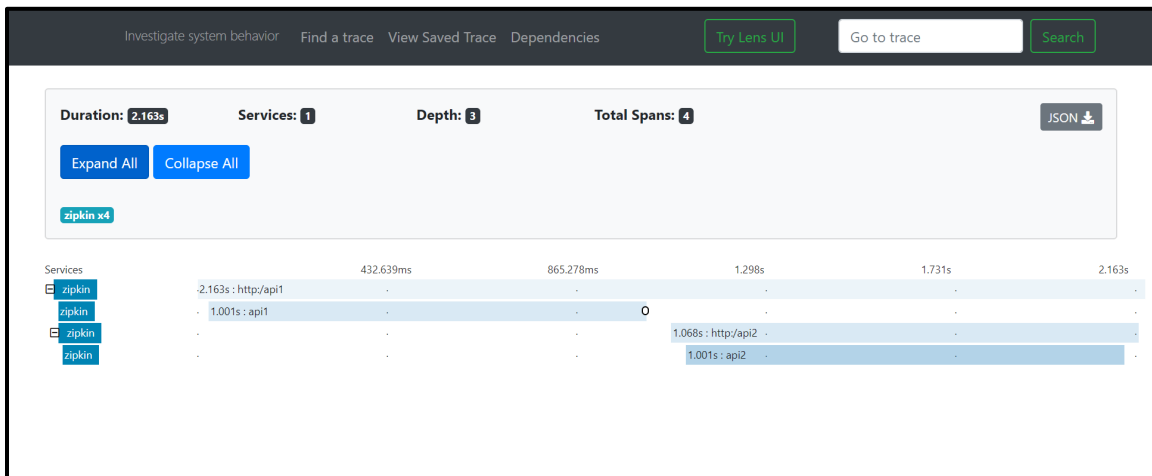 Investigate system behavior Find a trace View Saved Trace Dependencies Try Lens UI Go to trace Search
Duration: 2.163s Services: 1 Depth: 3 Total Spans: 4 JSON
Expand All Collapse All
zipkin x4
Services 432.639ms 865.278ms 1.298s 1.731s 2.163s
zipkin 2.163s : http:/api1
zipkin 1.001s : api1 O
zipkin 1.068s : http:/api2
zipkin 1.001s : api2